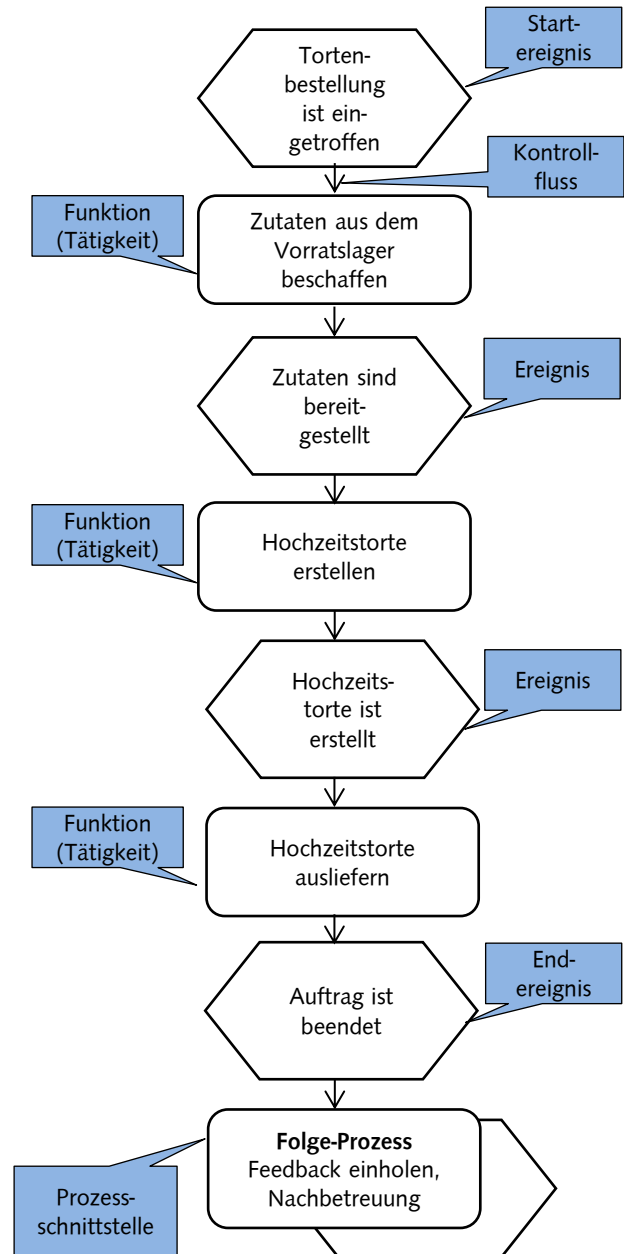 Start-
ereignis
Torten-
bestellung
ist ein-
getroffen
Kontroll-
fluss
Funktion
(Tätigkeit)
Zutaten aus dem
Vorratslager
beschaffen
Zutaten sind
bereit-
gestellt
Ereignis
Funktion
(Tätigkeit)
Hochzeitstorte
erstellen
Hochzeits-
torte ist
erstellt
Ereignis
Funktion
(Tätigkeit)
Hochzeitstorte
ausliefern
Auftrag ist
beendet
End-
ereignis
Folge-Prozess
Feedback einholen,
Nachbetreuung
Prozess-
schnittstelle